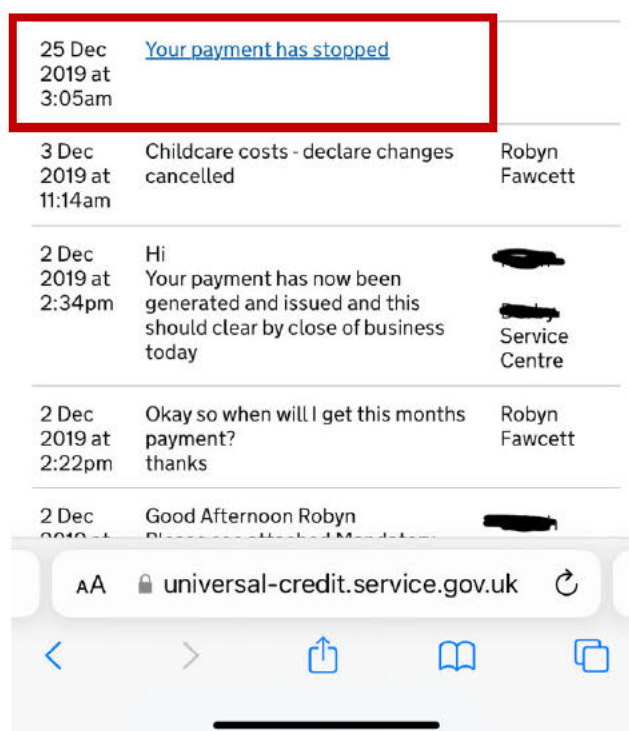 25 Dec
2019 at
3:05am
Your payment has stopped
3 Dec
2019 at
11:14am
Childcare costs - declare changes
cancelled
Robyn
Fawcett
2 Dec
2019 at
2:34pm
Hi
Your payment has now been
generated and issued and this
should clear by close of business
today
Service
Centre
2 Dec
2019 at
2:22pm
Okay so when will I get this months
payment?
thanks
Robyn
Fawcett
2 Dec
Good Afternoon Robyn
AA universal-credit.service.gov.uk